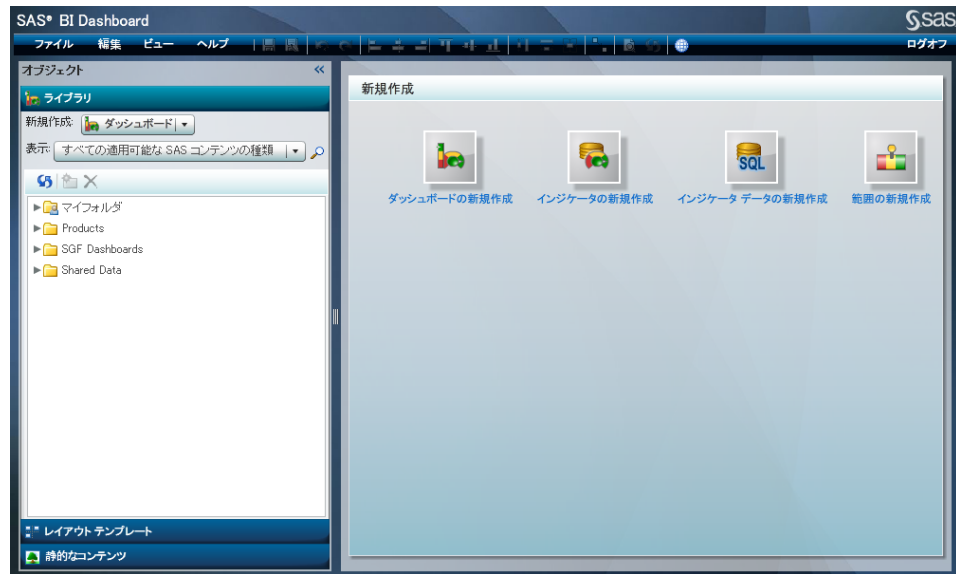 SAS® BI Dashboard
sas
ファイル 編集 ビュー ヘルプ
ログオフ
オブジェクト
ライブラリ
新規作成: ダッシュボード
表示: すべての適用可能な SAS コンテンツの種類
マイフォルダ
Products
SGF Dashboards
Shared Data
レイアウト テンプレート
静的なコンテンツ
新規作成
SQL
ダッシュボードの新規作成 インジケータの新規作成 インジケータ データの新規作成 範囲の新規作成